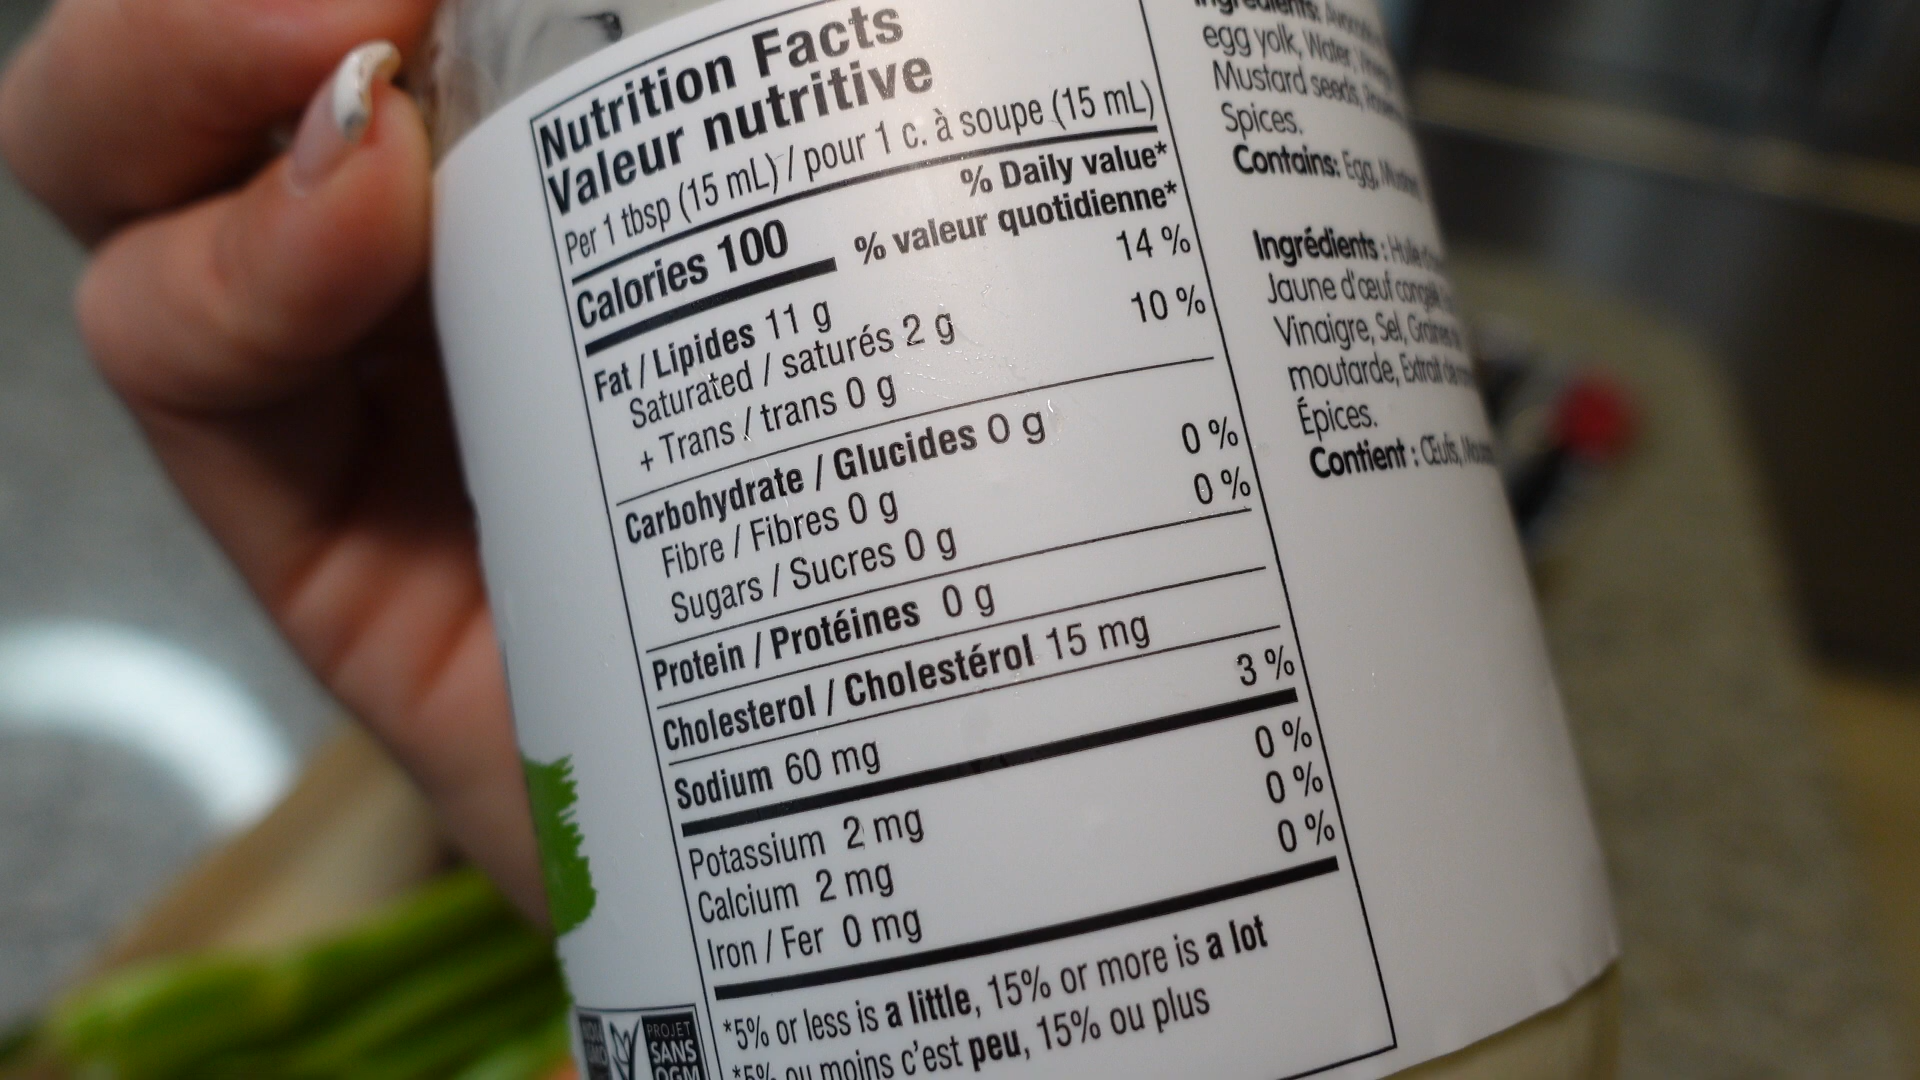 Nutrition Facts
Valeur nutritive
Per 1 tbsp (15 mL) / pour 1 c. à soupe (15 mL)
% Daily value*
Calories 100 % valeur quotidienne*
Fat / Lipides 11 g 14 %
Saturated / saturés 2 g 10 %
+ Trans / trans 0 g
Carbohydrate / Glucides 0 g
Fibre / Fibres 0 g 0 %
Sugars / Sucres 0 g 0 %
Protein / Protéines 0 g
Cholesterol / Cholestérol 15 mg
Sodium 60 mg 3 %
Potassium 2 mg 0 %
Calcium 2 mg 0 %
Iron / Fer 0 mg 0 %
*5% or less is a little, 15% or more is a lot
*5% ou moins c'est peu, 15% ou plus
PROJET
SANS
OGM
Ingredients:
egg yolk, Water,
Mustard seeds,
Spices.
Contains: Egg,
Ingrédients :
Jaune d'œuf
Vinaigre, Sel,
moutarde, Extrait
Épices.
Contient : Œufs,